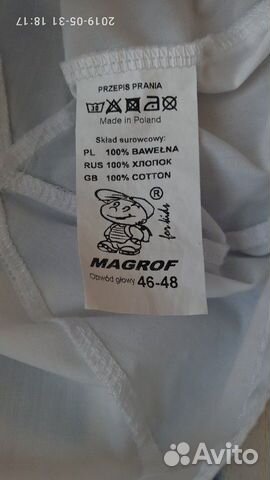 2019-05-31 18:17
PRZEPIS PRANIA
Made in Poland
Skład surowcowy:
PL 100% BAWEŁNA
RUS 100% ХЛОПОК
GB 100% COTTON
®
for kids
MAGROF
Obwód głowy 46-48
Avito